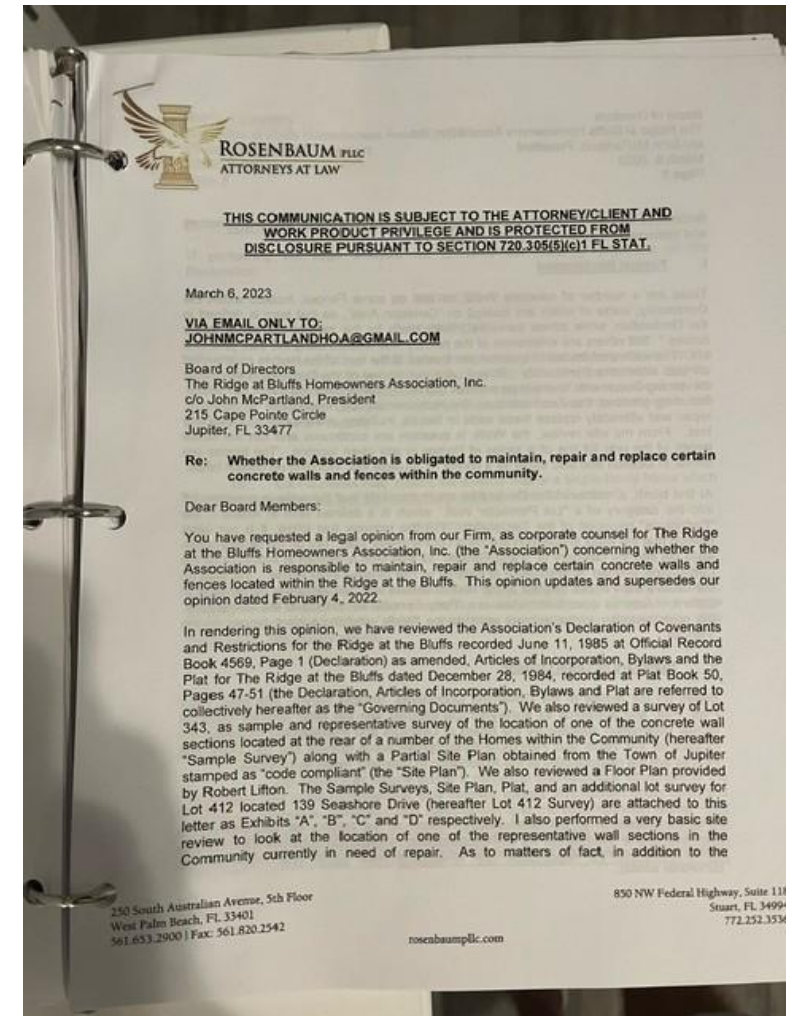 ROSENBAUM PLLC
ATTORNEYS AT LAW
THIS COMMUNICATION IS SUBJECT TO THE ATTORNEY/CLIENT AND
WORK PRODUCT PRIVILEGE AND IS PROTECTED FROM
DISCLOSURE PURSUANT TO SECTION 720.305(5)(c)1 FL STAT.
March 6, 2023
VIA EMAIL ONLY TO:
JOHNMCPARTLANDHOA@GMAIL.COM
Board of Directors
The Ridge at Bluffs Homeowners Association, Inc.
c/o John McPartland, President
215 Cape Pointe Circle
Jupiter, FL 33477
Re: Whether the Association is obligated to maintain, repair and replace certain
concrete walls and fences within the community.
Dear Board Members:
You have requested a legal opinion from our Firm, as corporate counsel for The Ridge
at the Bluffs Homeowners Association, Inc. (the "Association") concerning whether the
Association is responsible to maintain, repair and replace certain concrete walls and
fences located within the Ridge at the Bluffs. This opinion updates and supersedes our
opinion dated February 4, 2022.
In rendering this opinion, we have reviewed the Association's Declaration of Covenants
and Restrictions for the Ridge at the Bluffs recorded June 11, 1985 at Official Record
Book 4569, Page 1 (Declaration) as amended, Articles of Incorporation, Bylaws and the
Plat for The Ridge at the Bluffs dated December 28, 1984, recorded at Plat Book 50,
Pages 47-51 (the Declaration, Articles of Incorporation, Bylaws and Plat are referred to
collectively hereafter as the "Governing Documents"). We also reviewed a survey of Lot
343, as sample and representative survey of the location of one of the concrete wall
sections located at the rear of a number of the Homes within the Community (hereafter
"Sample Survey") along with a Partial Site Plan obtained from the Town of Jupiter
stamped as "code compliant" (the "Site Plan"). We also reviewed a Floor Plan provided
by Robert Lifton. The Sample Surveys, Site Plan, Plat, and an additional lot survey for
Lot 412 located 139 Seashore Drive (hereafter Lot 412 Survey) are attached to this
letter as Exhibits "A", "B", "C" and "D" respectively. I also performed a very basic site
review to look at the location of one of the representative wall sections in the
Community currently in need of repair. As to matters of fact, in addition to the
250 South Australian Avenue, 5th Floor
West Palm Beach, FL 33401
561.653.2900 | Fax: 561.820.2542
rosenbaumpllc.com
850 NW Federal Highway, Suite 118
Stuart, FL 34994
772.252.3536